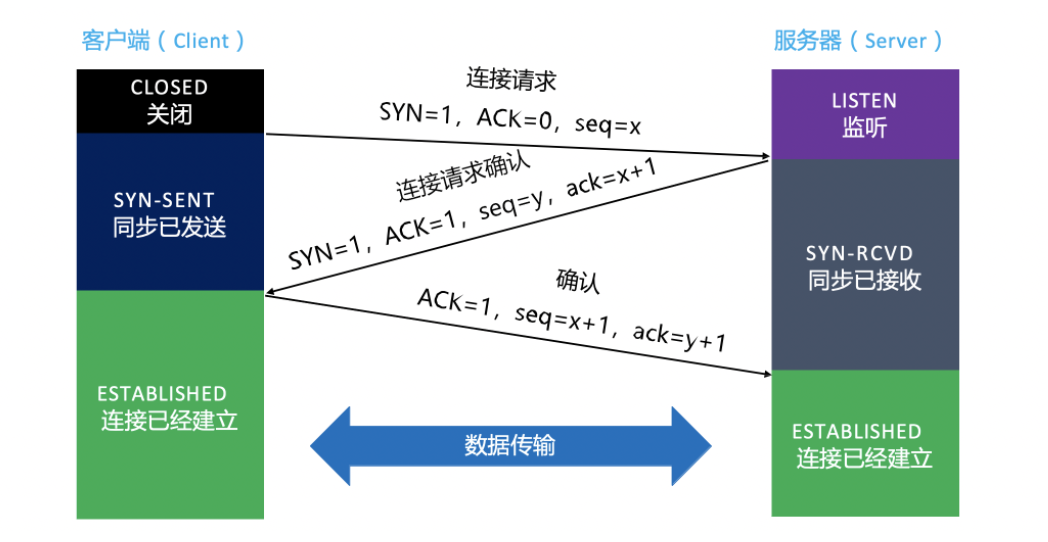 客户端（Client）
服务器（Server）
CLOSED
关闭
连接请求
SYN=1，ACK=0，seq=x
LISTEN
监听
SYN-SENT
同步已发送
连接请求确认
SYN=1，ACK=1，seq=y，ack=x+1
SYN-RCVD
同步已接收
确认
ACK=1，seq=x+1，ack=y+1
ESTABLISHED
连接已经建立
数据传输
ESTABLISHED
连接已经建立